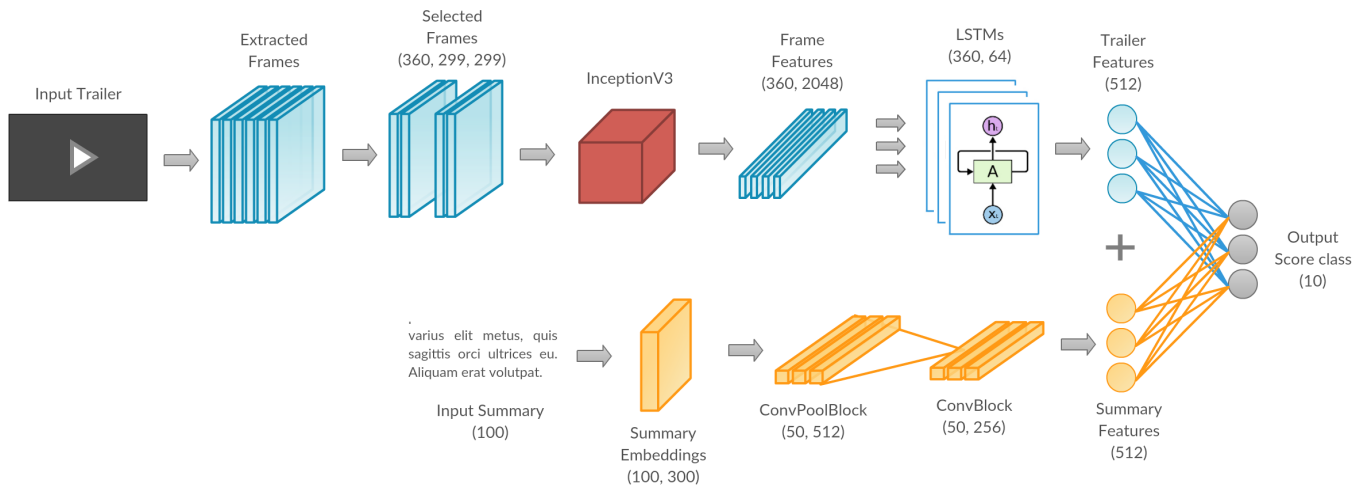 Input Trailer
Extracted
Frames
Selected
Frames
(360, 299, 299)
InceptionV3
Frame
Features
(360, 2048)
LSTMs
(360, 64)
hₜ
A
xₜ
Trailer
Features
(512)
+
Output
Score class
(10)
.
varius elit metus, quis
sagittis orci ultrices eu.
Aliquam erat volutpat.
Input Summary
(100)
Summary
Embeddings
(100, 300)
ConvPoolBlock
(50, 512)
ConvBlock
(50, 256)
Summary
Features
(512)